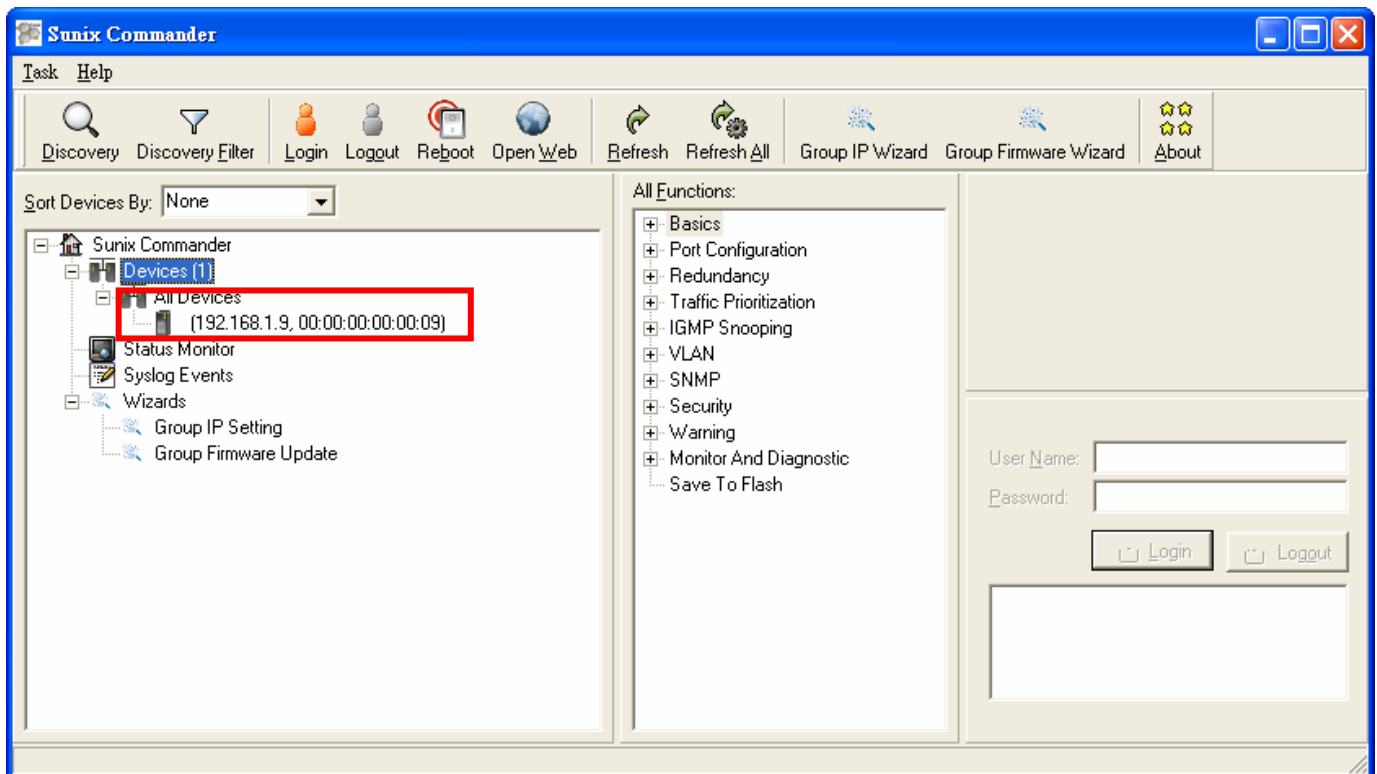 Sunix Commander
Task Help
Discovery Discovery Filter Login Logout Reboot Open Web Refresh Refresh All Group IP Wizard Group Firmware Wizard About
Sort Devices By: None
Sunix Commander
Devices (1)
All Devices
(192.168.1.9, 00:00:00:00:00:09)
Status Monitor
Syslog Events
Wizards
Group IP Setting
Group Firmware Update
All Functions:
Basics
Port Configuration
Redundancy
Traffic Prioritization
IGMP Snooping
VLAN
SNMP
Security
Warning
Monitor And Diagnostic
Save To Flash
User Name:
Password:
Login Logout